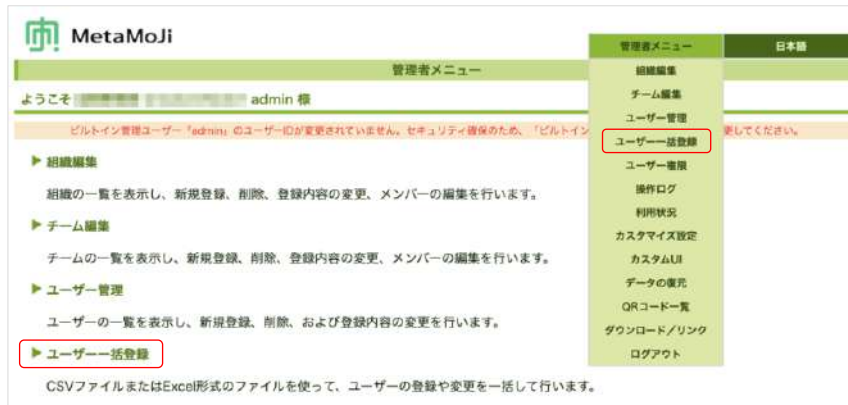 MetaMoJi
管理者メニュー
日本語
管理者メニュー
ようこそ admin 様
ビルトイン管理ユーザー「admin」のユーザーIDが変更されていません。セキュリティ確保のため、「ビルトイン 更してください。
組織編集
チーム編集
ユーザー管理
ユーザー一括登録
ユーザー権限
操作ログ
利用状況
カスタマイズ設定
カスタムUI
データの復元
QRコード一覧
ダウンロード/リンク
ログアウト
▶ 組織編集
組織の一覧を表示し、新規登録、削除、登録内容の変更、メンバーの編集を行います。
▶ チーム編集
チームの一覧を表示し、新規登録、削除、登録内容の変更、メンバーの編集を行います。
▶ ユーザー管理
ユーザーの一覧を表示し、新規登録、削除、および登録内容の変更を行います。
▶ ユーザー一括登録
CSVファイルまたはExcel形式のファイルを使って、ユーザーの登録や変更を一括して行います。